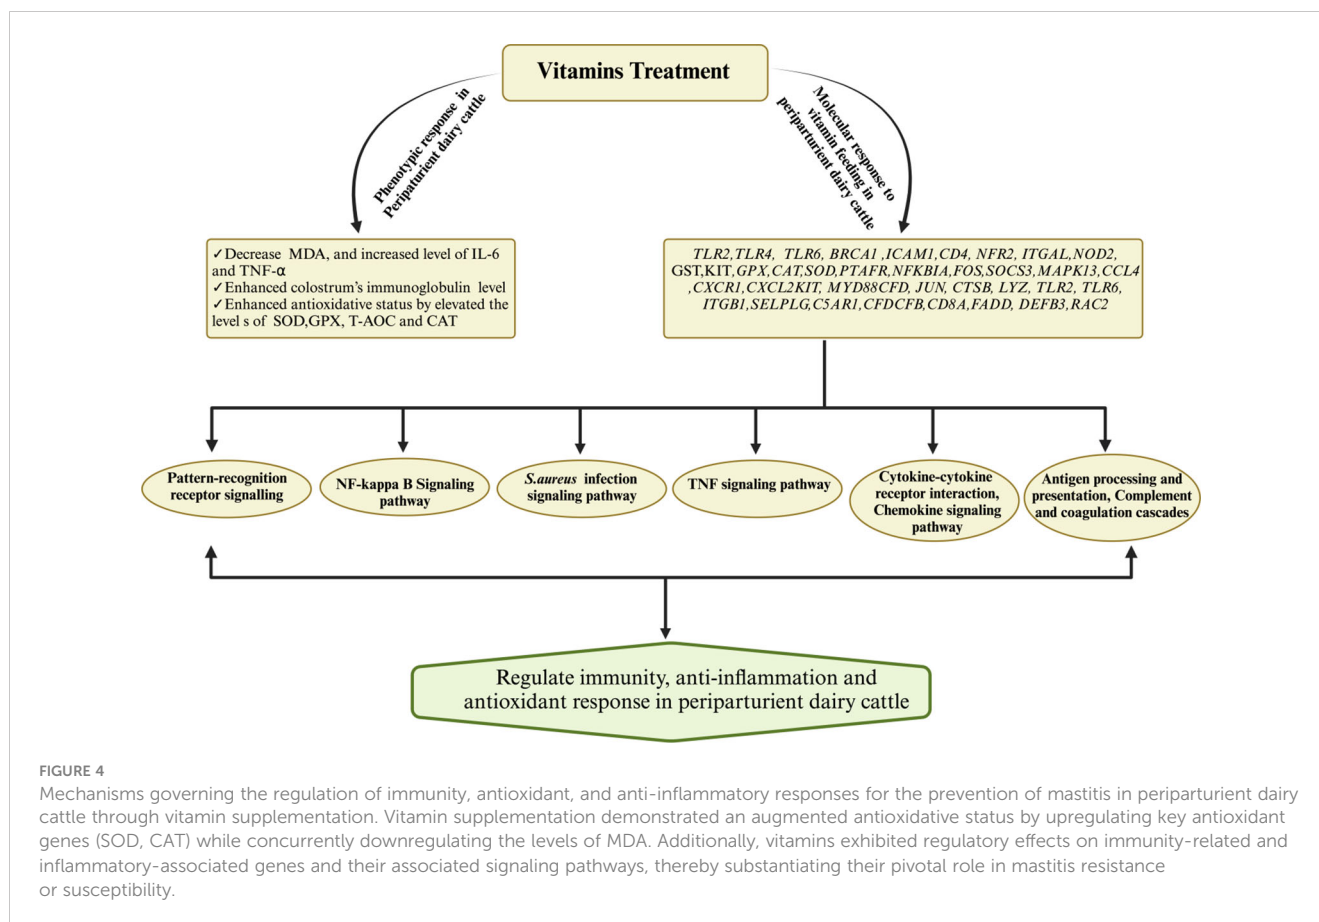 Vitamins Treatment
Phenotypic response in
Peripaturient dairy cattle
Molecular response to
vitamin feeding in
periparturient dairy cattle
✓Decrease MDA, and increased level of IL-6
and TNF-α
✓Enhanced colostrum's immunoglobulin level
✓Enhanced antioxidative status by elevated the
level s of SOD,GPX, T-AOC and CAT
TLR2,TLR4, TLR6, BRCA1 ,ICAM1,CD4, NFR2, ITGAL,NOD2,
GST,KIT,GPX,CAT,SOD,PTAFR,NFKBIA,FOS,SOCS3,MAPK13,CCL4
,CXCR1,CXCL2KIT, MYD88CFD, JUN, CTSB, LYZ, TLR2, TLR6,
ITGB1,SELPLG,C5AR1,CFDCFB,CD8A,FADD, DEFB3,RAC2
Pattern-recognition
receptor signalling
NF-kappa B Signaling
pathway
S.aureus infection
signaling pathway
TNF signaling pathway
Cytokine-cytokine
receptor interaction,
Chemokine signaling
pathway
Antigen processing and
presentation, Complement
and coagulation cascades
Regulate immunity, anti-inflammation and
antioxidant response in periparturient dairy cattle
FIGURE 4
Mechanisms governing the regulation of immunity, antioxidant, and anti-inflammatory responses for the prevention of mastitis in periparturient dairy
cattle through vitamin supplementation. Vitamin supplementation demonstrated an augmented antioxidative status by upregulating key antioxidant
genes (SOD, CAT) while concurrently downregulating the levels of MDA. Additionally, vitamins exhibited regulatory effects on immunity-related and
inflammatory-associated genes and their associated signaling pathways, thereby substantiating their pivotal role in mastitis resistance
or susceptibility.